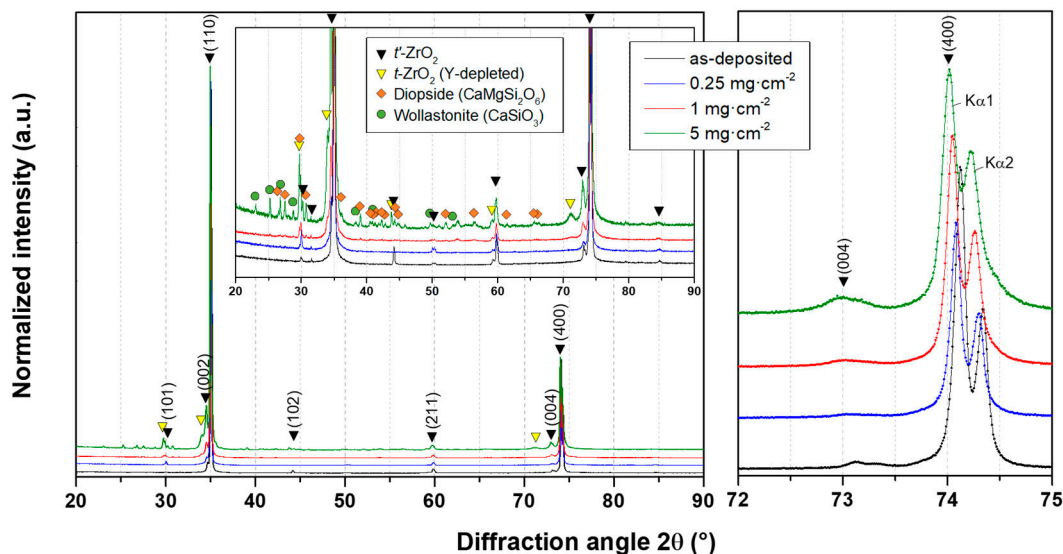 Normalized intensity (a.u.)
(110)
t'-ZrO₂
t-ZrO₂ (Y-depleted)
Diopside (CaMgSi₂O₆)
Wollastonite (CaSiO₃)
20 30 40 50 60 70 80 90
as-deposited
0.25 mg·cm⁻²
1 mg·cm⁻²
5 mg·cm⁻²
(101)
(002)
(102)
(211)
(004)
(400)
20 30 40 50 60 70 80 90
(400)
Kα1
Kα2
(004)
72 73 74 75
Diffraction angle 2θ (°)